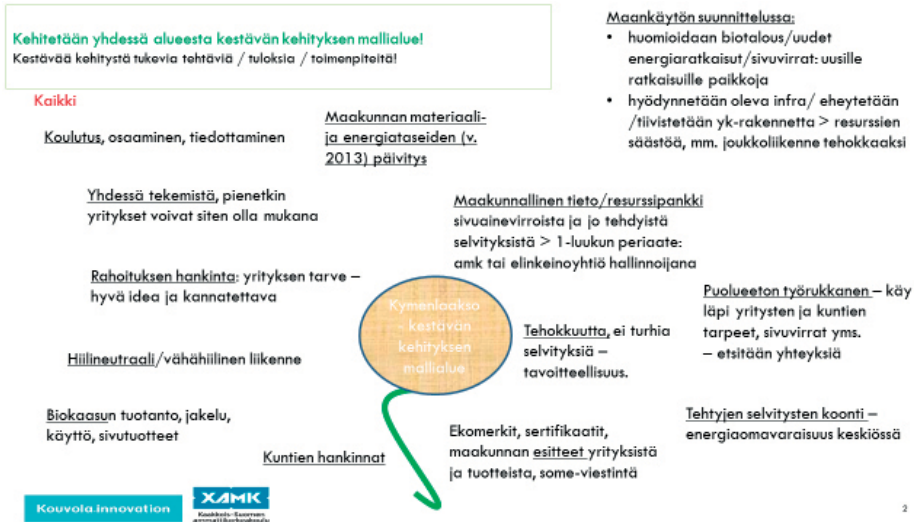 Kehitetään yhdessä alueesta kestävän kehityksen mallialue!
Kestävää kehitystä tukevia tehtäviä / tuloksia / toimenpiteitä!
Maankäytön suunnittelussa:
• huomioidaan biotalous/uudet
energiaratkaisut/sivuvirrat: uusille
ratkaisuille paikkoja
• hyödynnetään oleva infra/ eheytetään
/tiivistetään yk-rakennetta > resurssien
säästöä, mm. joukkoliikenne tehokkaaksi
Kaikki
Koulutus, osaaminen, tiedottaminen
Maakunnan materiaali-
ja energiataseiden (v.
2013) päivitys
Yhdessä tekemistä, pienetkin
yritykset voivat siten olla mukana
Maakunnallinen tieto/resurssipankki
sivuainevirroista ja jo tehdyistä
selvityksistä > 1-luukun periaate:
amk tai elinkeinoyhtiö hallinnoijana
Rahoituksen hankinta: yrityksen tarve –
hyvä idea ja kannatettava
Kymenlaakso
- kestävän
kehityksen
mallialue
Puolueeton työrukkanen – käy
läpi yritysten ja kuntien
tarpeet, sivuvirrat yms.
– etsitään yhteyksiä
Tehokkuutta, ei turhia
selvityksiä –
tavoitteellisuus.
Hiilineutraali/vähähiilinen liikenne
Biokaasun tuotanto, jakelu,
käyttö, sivutuotteet
Kuntien hankinnat
Ekomerkit, sertifikaatit,
maakunnan esitteet yrityksistä
ja tuotteista, some-viestintä
Tehtyjen selvitysten koonti –
energiaomavaraisuus keskiössä
Kouvola.innovation
XAMK
Kaakkois-Suomen
ammattikorkeakoulu
2